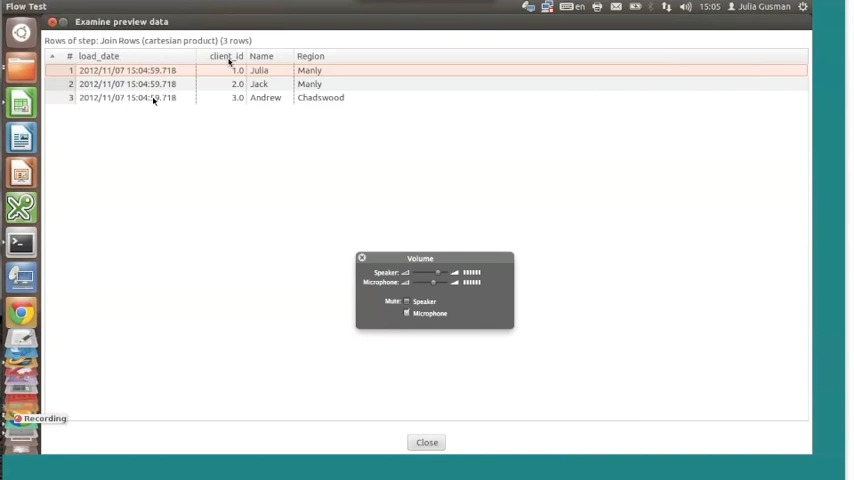 Flow Test
en
15:05
Julia Gusman
Examine preview data
Rows of step: Join Rows (cartesian product) (3 rows)
# load_date client_id Name Region
1 2012/11/07 15:04:59.718 1.0 Julia Manly
2 2012/11/07 15:04:59.718 2.0 Jack Manly
3 2012/11/07 15:04:59.718 3.0 Andrew Chadswood
Volume
Speaker:
Microphone:
Mute: Speaker
Microphone
Recording
Close